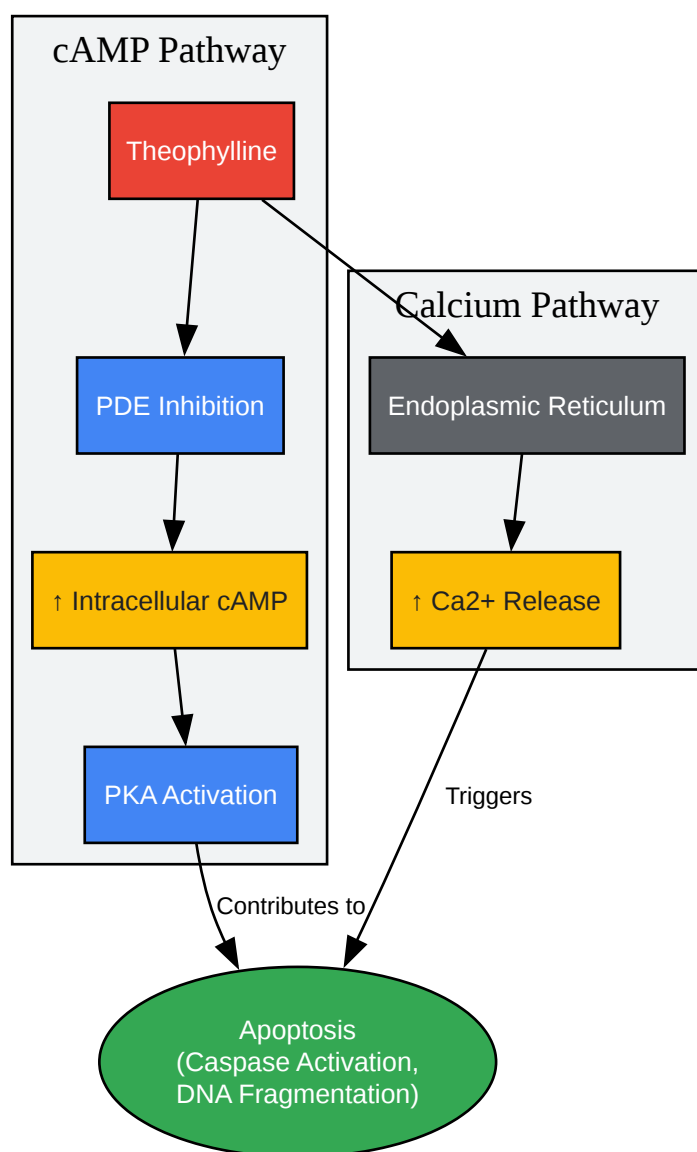 cAMP Pathway
Theophylline
Calcium Pathway
PDE Inhibition
Endoplasmic Reticulum
↑ Intracellular cAMP
↑ Ca2+ Release
PKA Activation
Triggers
Contributes to
Apoptosis
(Caspase Activation,
DNA Fragmentation)